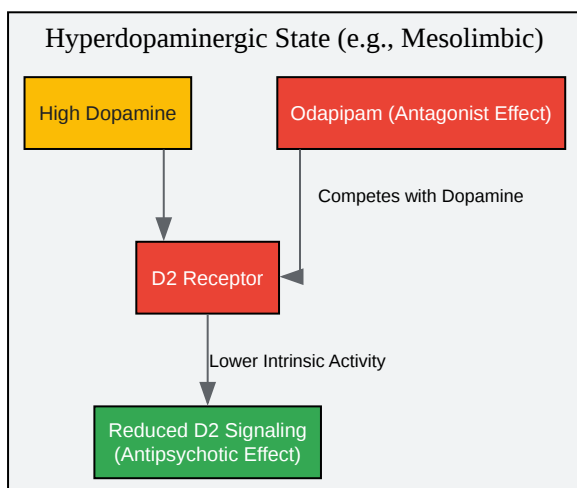 Hyperdopaminergic State (e.g., Mesolimbic)
High Dopamine
Odapipam (Antagonist Effect)
Competes with Dopamine
D2 Receptor
Lower Intrinsic Activity
Reduced D2 Signaling
(Antipsychotic Effect)